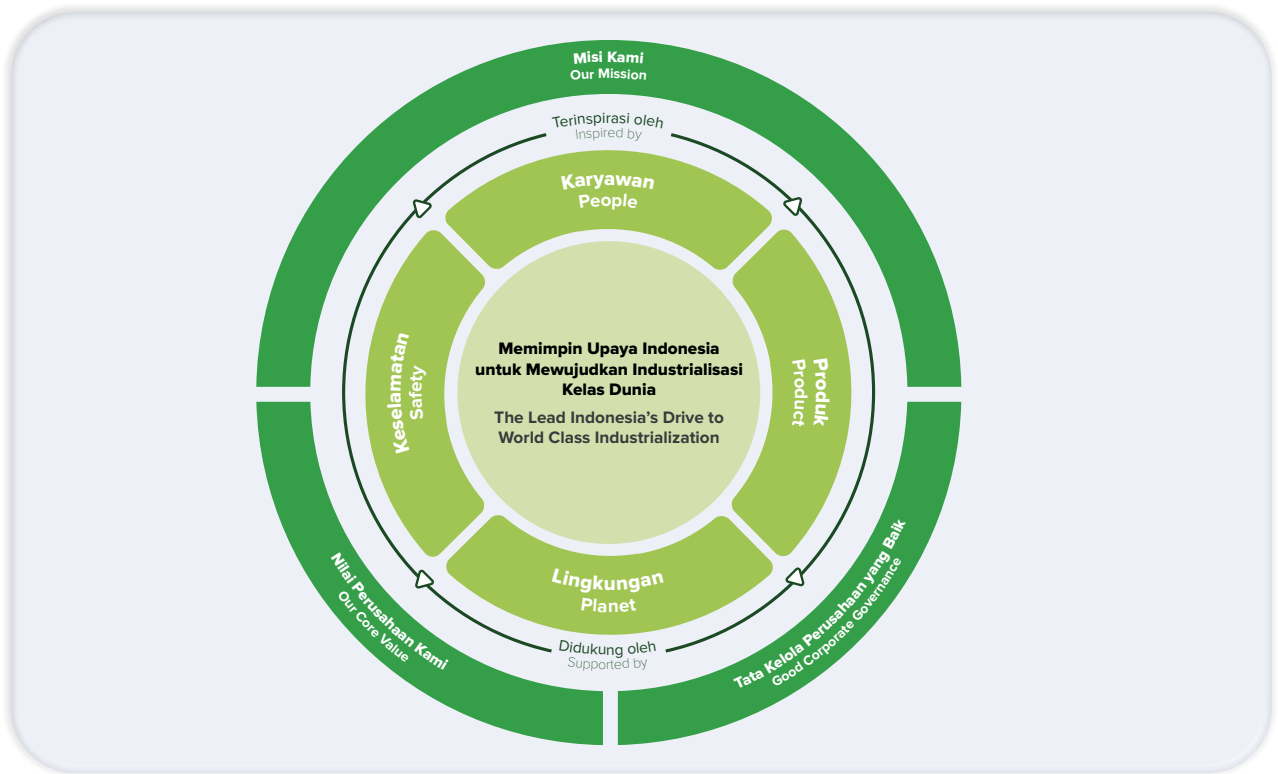 Misi Kami
Our Mission
Terinspirasi oleh
Inspired by
Karyawan
People
Keselamatan
Safety
Memimpin Upaya Indonesia
untuk Mewujudkan Industrialisasi
Kelas Dunia
The Lead Indonesia's Drive to
World Class Industrialization
Produk
Product
Lingkungan
Planet
Didukung oleh
Supported by
Nilai Perusahaan Kami
Our Core Value
Tata Kelola Perusahaan yang Baik
Good Corporate Governance